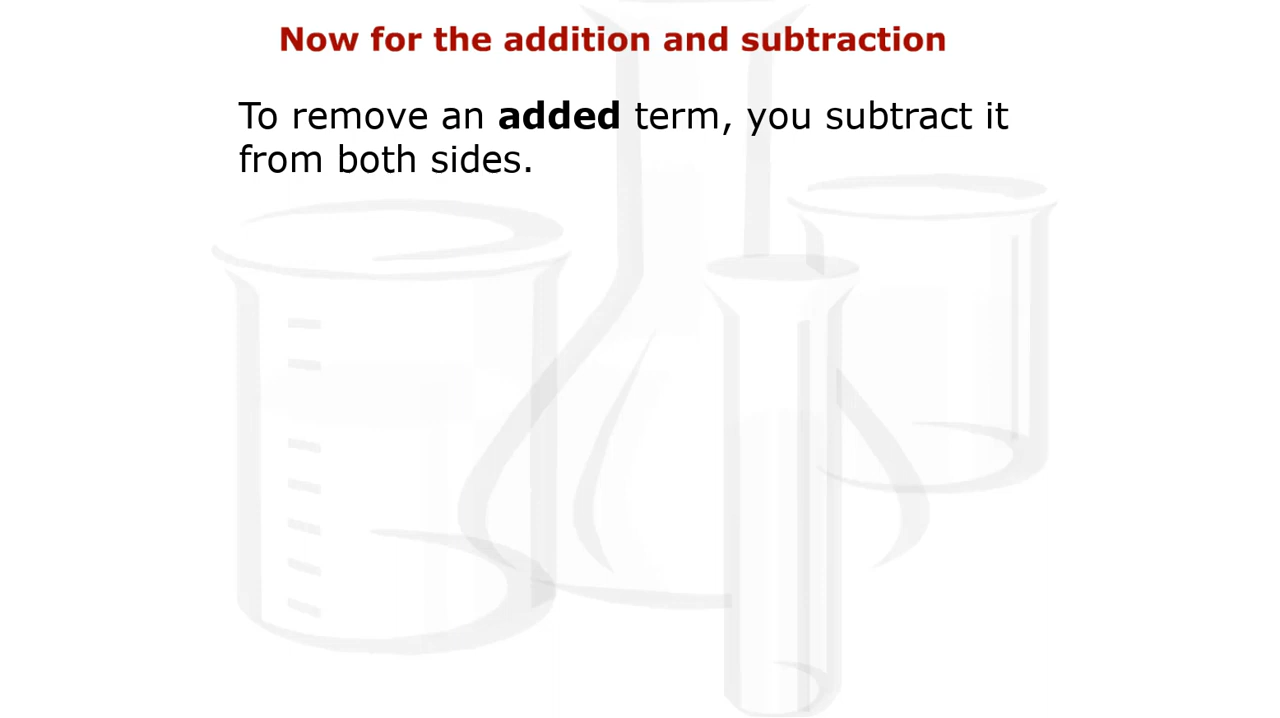 Now for the addition and subtraction
To remove an added term, you subtract it
from both sides.